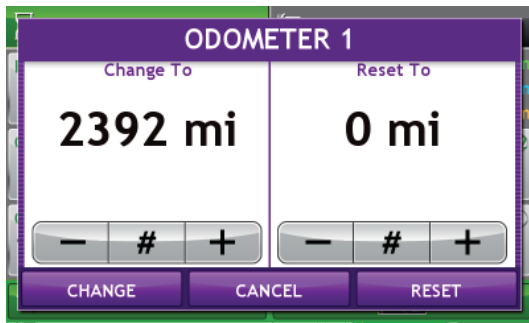 ODOMETER 1
Change To
Reset To
2392 mi
0 mi
− # +
− # +
CHANGE
CANCEL
RESET